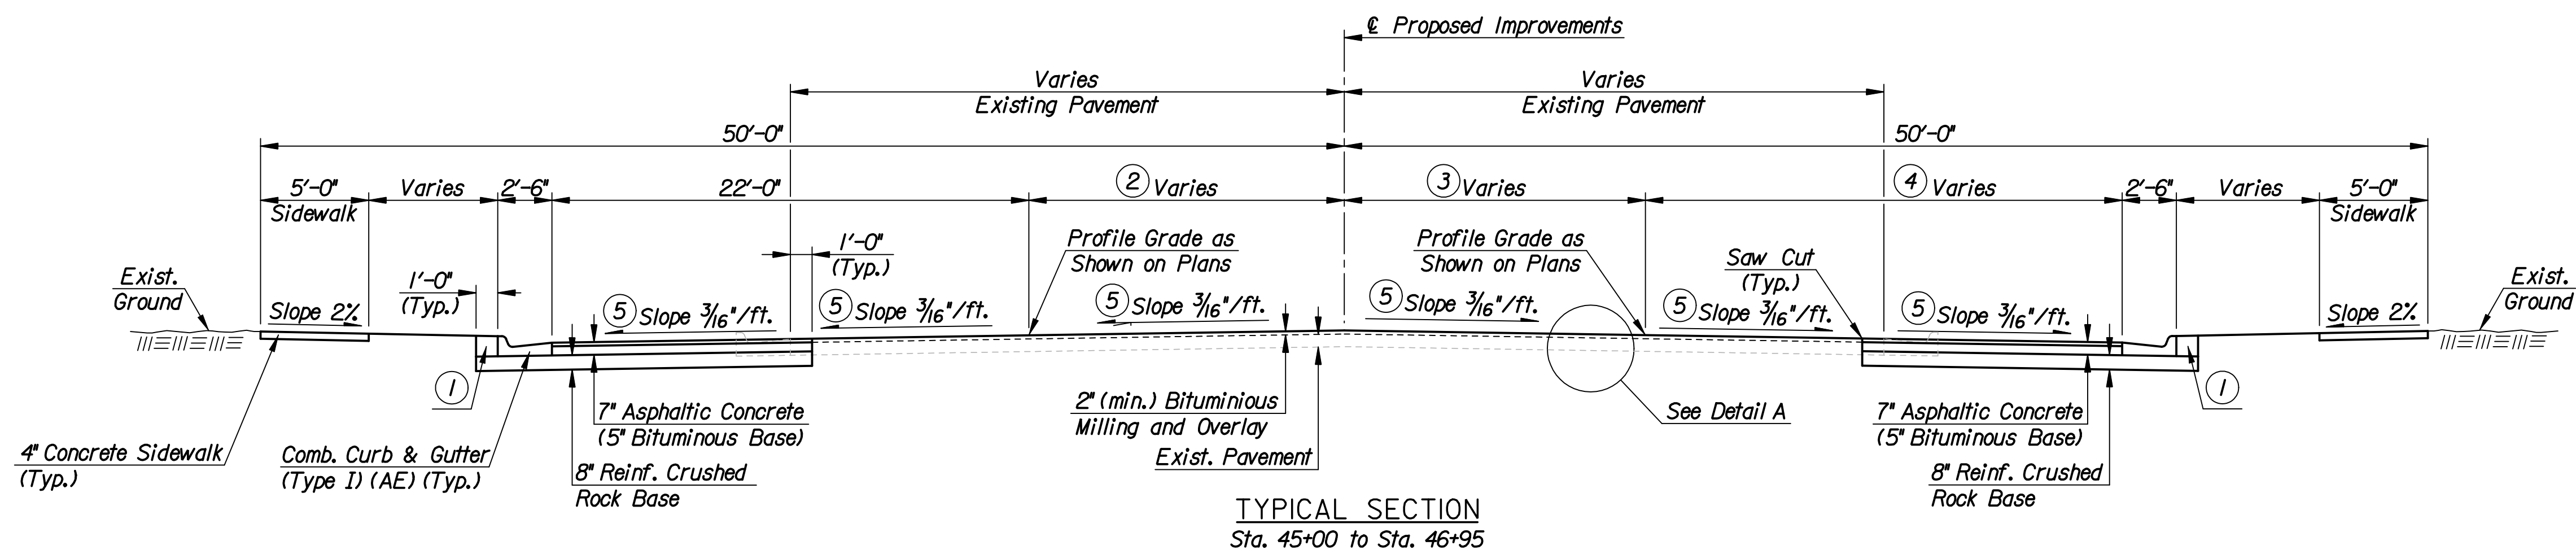 ℄ Proposed Improvements
Varies
Existing Pavement
Varies
Existing Pavement
50'-0"
50'-0"
5'-0"
Sidewalk
Varies
2'-6"
22'-0"
2 Varies
3 Varies
4 Varies
2'-6"
Varies
5'-0"
Sidewalk
Exist.
Ground
1'-0"
(Typ.)
1'-0"
(Typ.)
Profile Grade as
Shown on Plans
Profile Grade as
Shown on Plans
Saw Cut
(Typ.)
Exist.
Ground
Slope 2%
5 Slope 3/16"/ft.
5 Slope 3/16"/ft.
5 Slope 3/16"/ft.
5 Slope 3/16"/ft.
5 Slope 3/16"/ft.
5 Slope 3/16"/ft.
Slope 2%
1
1
4" Concrete Sidewalk
(Typ.)
Comb. Curb & Gutter
(Type I) (AE) (Typ.)
7" Asphaltic Concrete
(5" Bituminous Base)
8" Reinf. Crushed
Rock Base
2" (min.) Bituminious
Milling and Overlay
Exist. Pavement
See Detail A
7" Asphaltic Concrete
(5" Bituminous Base)
8" Reinf. Crushed
Rock Base
TYPICAL SECTION
Sta. 45+00 to Sta. 46+95